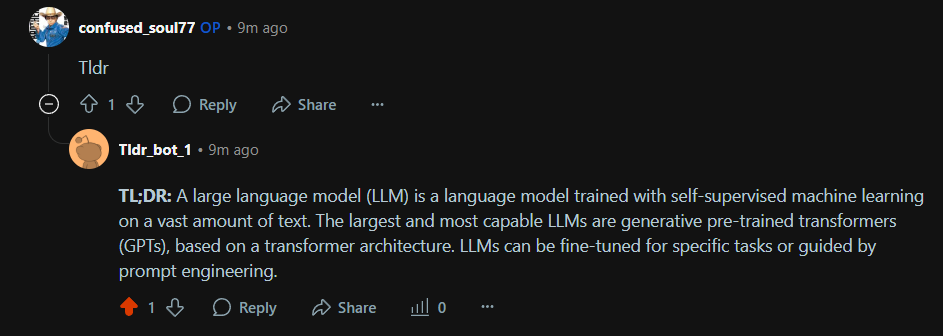 confused_soul77 OP • 9m ago
Tldr
1 Reply Share ...
Tldr_bot_1 • 9m ago
TL;DR: A large language model (LLM) is a language model trained with self-supervised machine learning
on a vast amount of text. The largest and most capable LLMs are generative pre-trained transformers
(GPTs), based on a transformer architecture. LLMs can be fine-tuned for specific tasks or guided by
prompt engineering.
1 Reply Share 0 ...